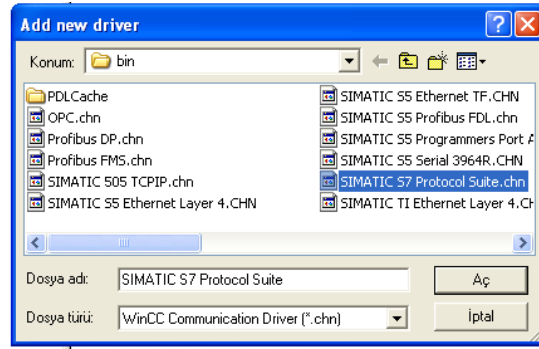 Add new driver
Konum:
bin
PDLCache
OPC.chn
Profibus DP.chn
Profibus FMS.chn
SIMATIC 505 TCPIP.chn
SIMATIC S5 Ethernet Layer 4.CHN
SIMATIC S5 Ethernet TF.CHN
SIMATIC S5 Profibus FDL.chn
SIMATIC S5 Programmers Port A
SIMATIC S5 Serial 3964R.CHN
SIMATIC S7 Protocol Suite.chn
SIMATIC TI Ethernet Layer 4.CH
Dosya adı:
SIMATIC S7 Protocol Suite
Aç
Dosya türü:
WinCC Communication Driver (*.chn)
İptal